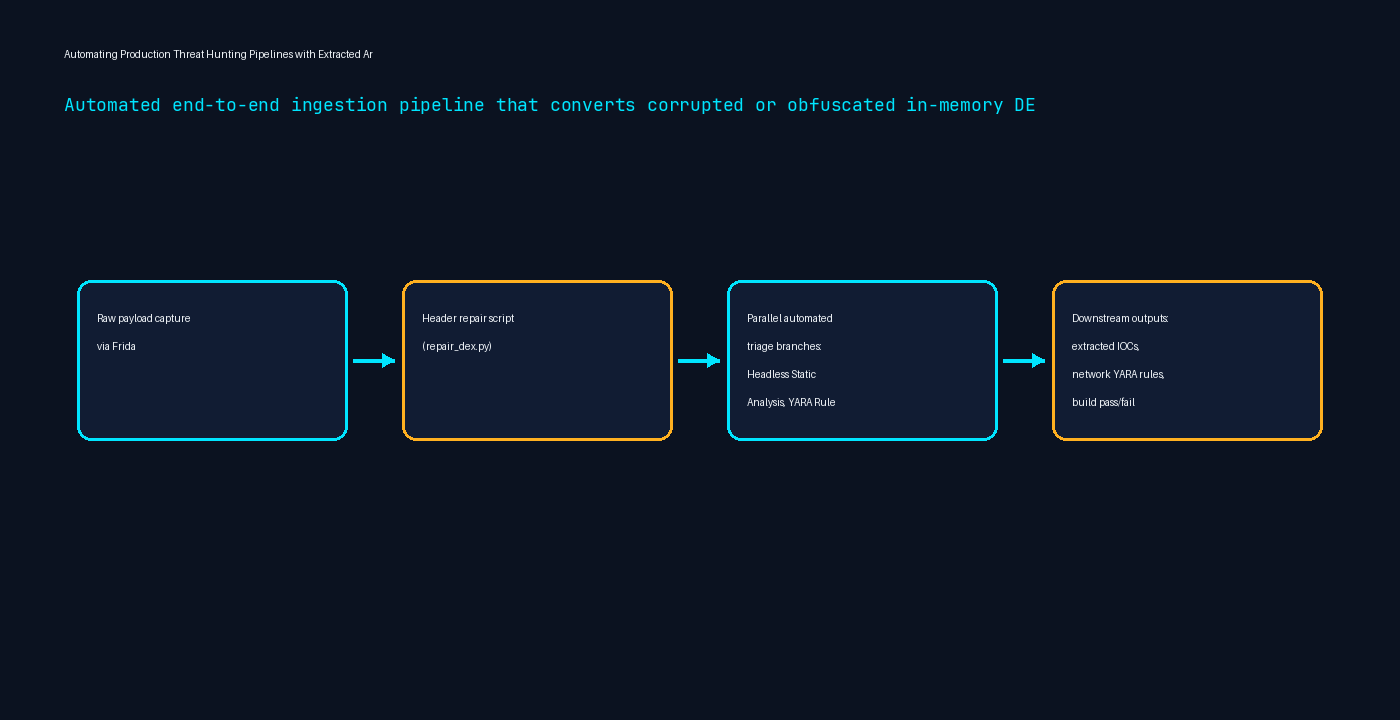 Automating Production Threat Hunting Pipelines with Extracted Ar
Automated end-to-end ingestion pipeline that converts corrupted or obfuscated in-memory DE
Raw payload capture
via Frida
Header repair script
(repair_dex.py)
Parallel automated
triage branches:
Headless Static
Analysis, YARA Rule
Downstream outputs:
extracted IOCs,
network YARA rules,
build pass/fail